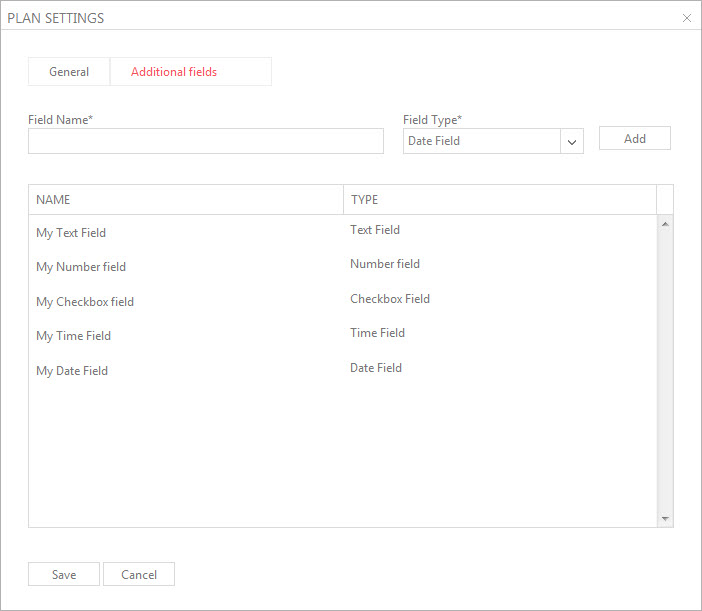 PLAN SETTINGS
General Additional fields
Field Name* Field Type*
Date Field Add
NAME TYPE
My Text Field Text Field
My Number field Number field
My Checkbox field Checkbox Field
My Time Field Time Field
My Date Field Date Field
Save Cancel